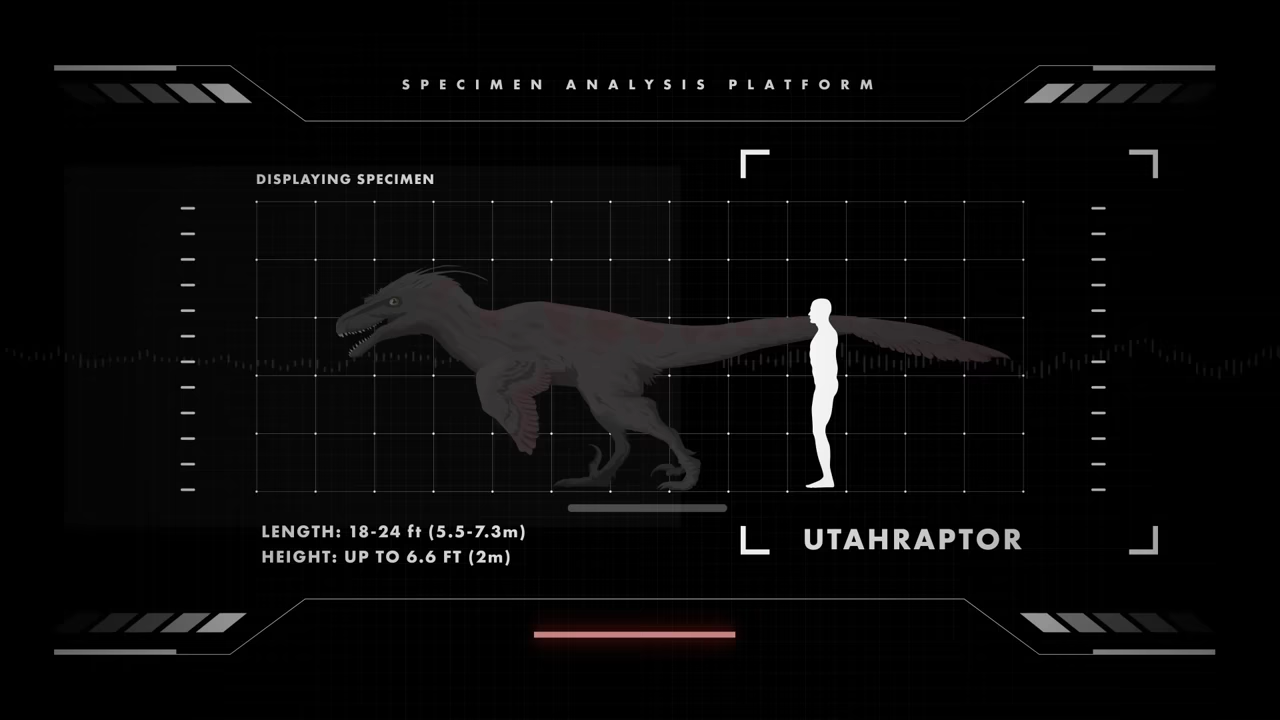 SPECIMEN ANALYSIS PLATFORM
DISPLAYING SPECIMEN
LENGTH: 18-24 ft (5.5-7.3m)
HEIGHT: UP TO 6.6 FT (2m)
UTAHRAPTOR